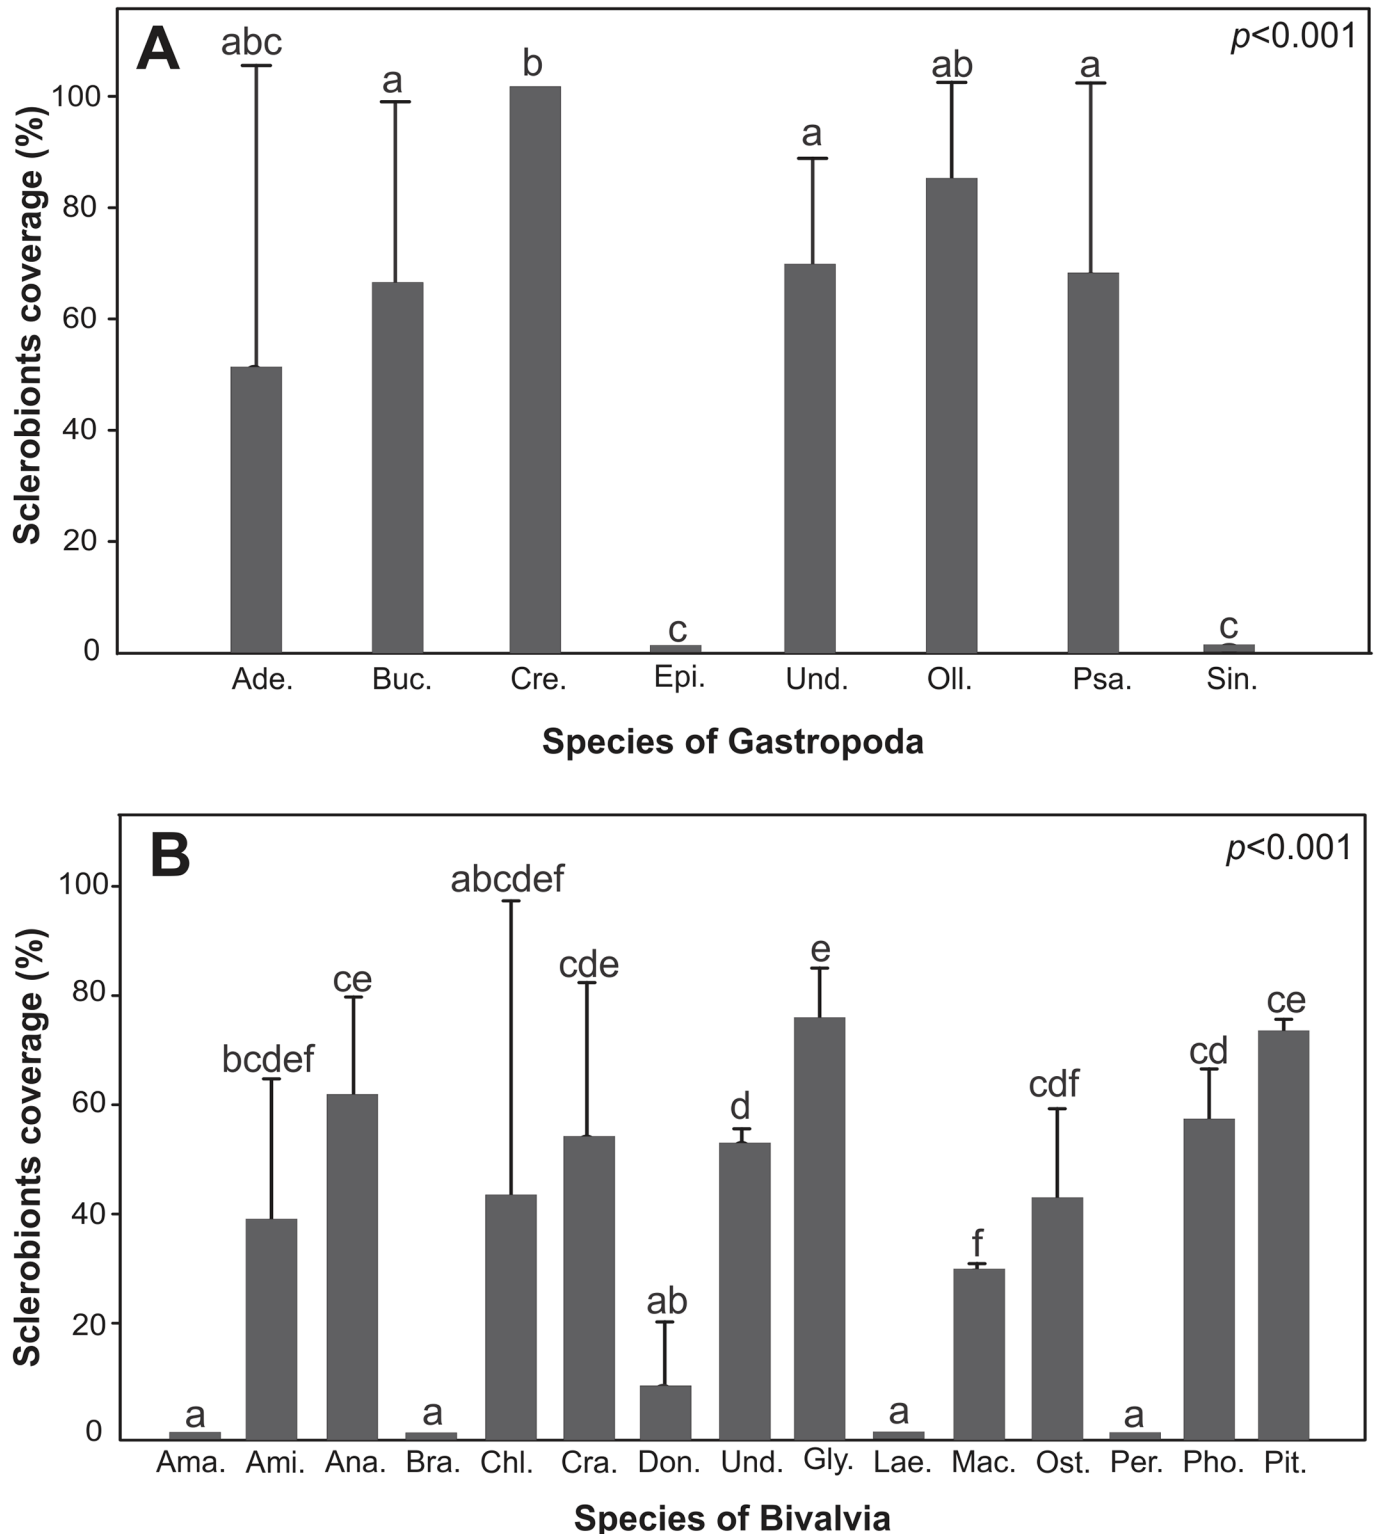 A
p<0.001
abc
a
b
a
ab
a
c
c
Sclerobionts coverage (%)
100
80
60
40
20
0
Ade. Buc. Cre. Epi. Und. Oll. Psa. Sin.
Species of Gastropoda
B
p<0.001
a
bcdef
ce
a
abcdef
cde
ab
d
e
a
f
cdf
a
cd
ce
Sclerobionts coverage (%)
100
80
60
40
20
0
Ama. Ami. Ana. Bra. Chl. Cra. Don. Und. Gly. Lae. Mac. Ost. Per. Pho. Pit.
Species of Bivalvia